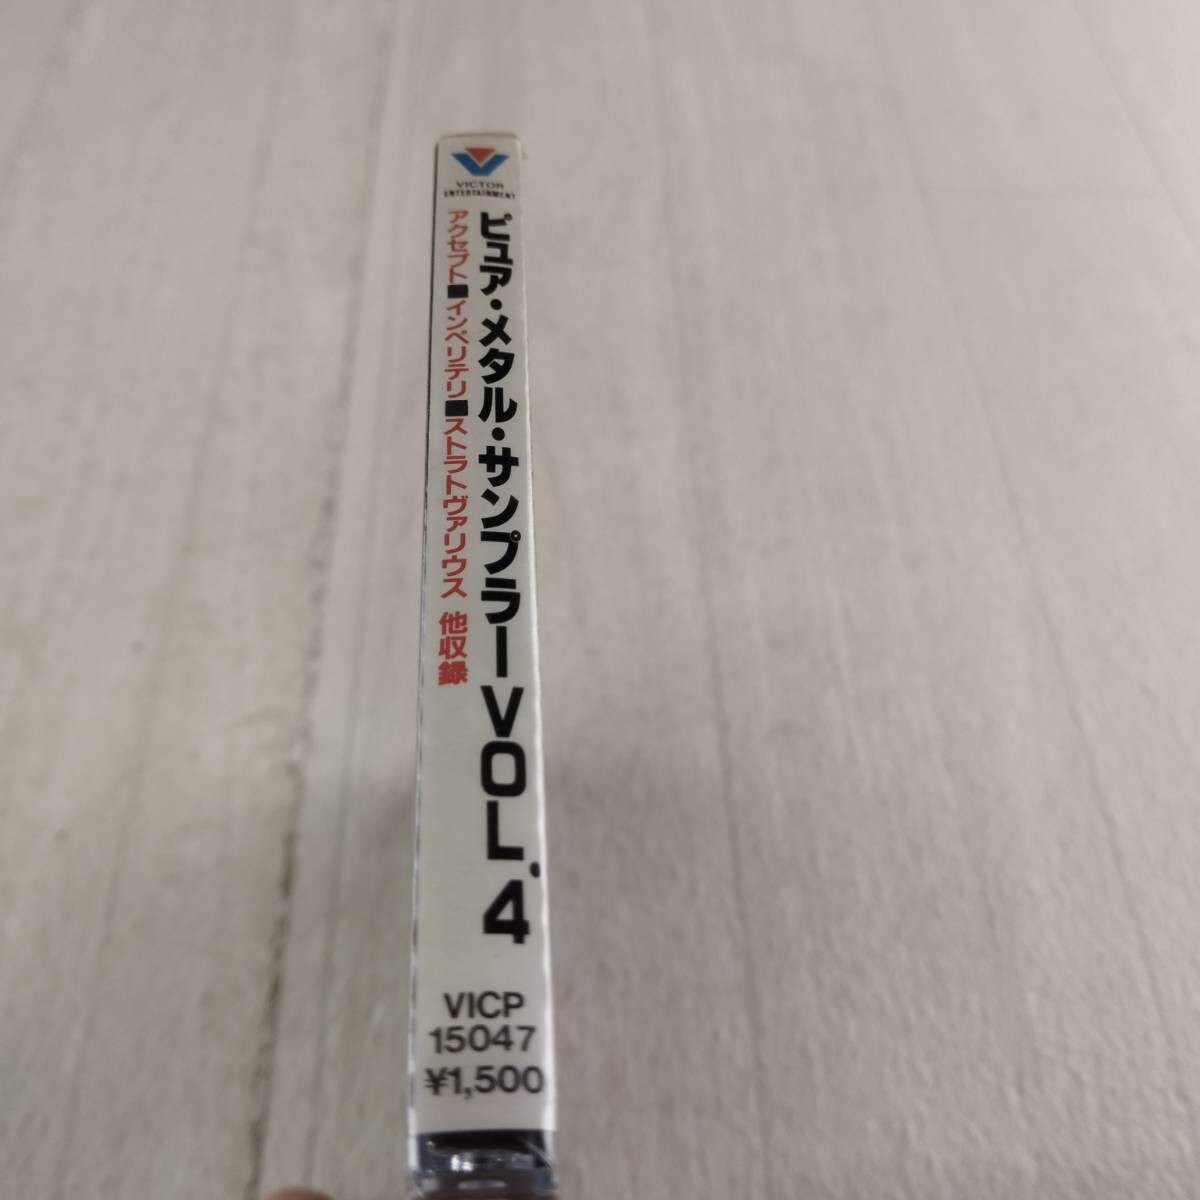 VICTOR
ENTERTAINMENT
ピュア・メタル・サンプラーVOL.4
アクセプト■インペリテリ■ストラトヴァリウス 他収録
VICP
15047
¥1,500